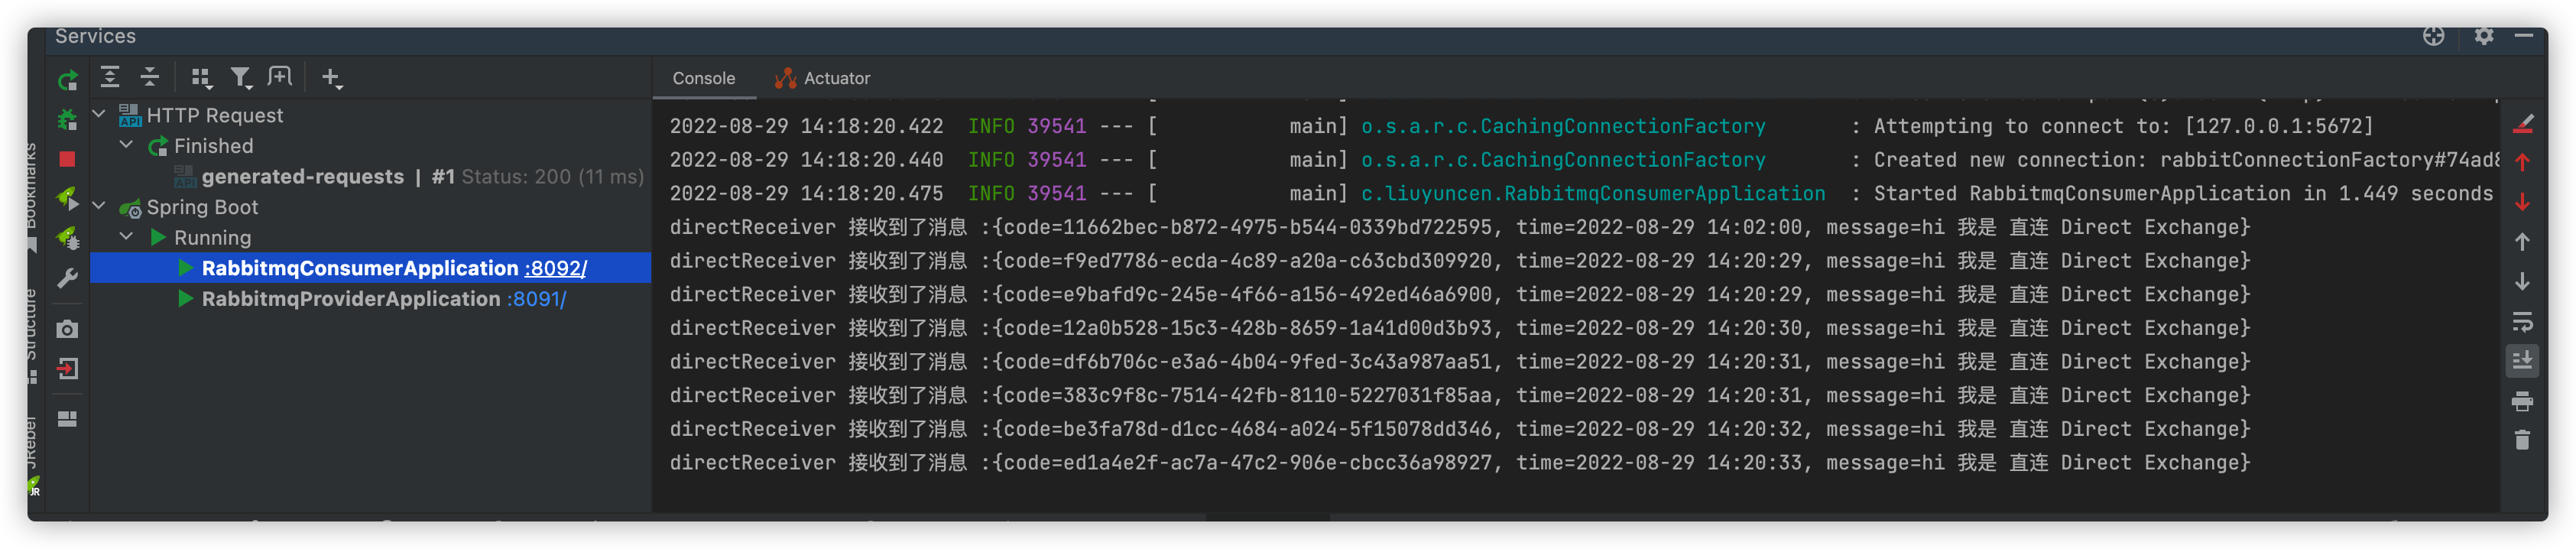 Services
Console
Actuator
HTTP Request
Finished
generated-requests | #1 Status: 200 (11 ms)
Spring Boot
Running
RabbitmqConsumerApplication :8092/
RabbitmqProviderApplication :8091/
Bookmarks
Structure
JRebel
2022-08-29 14:18:20.422 INFO 39541 --- [ main] o.s.a.r.c.CachingConnectionFactory : Attempting to connect to: [127.0.0.1:5672]
2022-08-29 14:18:20.440 INFO 39541 --- [ main] o.s.a.r.c.CachingConnectionFactory : Created new connection: rabbitConnectionFactory#74ad8
2022-08-29 14:18:20.475 INFO 39541 --- [ main] c.liuyuncen.RabbitmqConsumerApplication : Started RabbitmqConsumerApplication in 1.449 seconds
directReceiver 接收到了消息 :{code=11662bec-b872-4975-b544-0339bd722595, time=2022-08-29 14:02:00, message=hi 我是 直连 Direct Exchange}
directReceiver 接收到了消息 :{code=f9ed7786-ecda-4c89-a20a-c63cbd309920, time=2022-08-29 14:20:29, message=hi 我是 直连 Direct Exchange}
directReceiver 接收到了消息 :{code=e9bafd9c-245e-4f66-a156-492ed46a6900, time=2022-08-29 14:20:29, message=hi 我是 直连 Direct Exchange}
directReceiver 接收到了消息 :{code=12a0b528-15c3-428b-8659-1a41d00d3b93, time=2022-08-29 14:20:30, message=hi 我是 直连 Direct Exchange}
directReceiver 接收到了消息 :{code=df6b706c-e3a6-4b04-9fed-3c43a987aa51, time=2022-08-29 14:20:31, message=hi 我是 直连 Direct Exchange}
directReceiver 接收到了消息 :{code=383c9f8c-7514-42fb-8110-5227031f85aa, time=2022-08-29 14:20:31, message=hi 我是 直连 Direct Exchange}
directReceiver 接收到了消息 :{code=be3fa78d-d1cc-4684-a024-5f15078dd346, time=2022-08-29 14:20:32, message=hi 我是 直连 Direct Exchange}
directReceiver 接收到了消息 :{code=ed1a4e2f-ac7a-47c2-906e-cbcc36a98927, time=2022-08-29 14:20:33, message=hi 我是 直连 Direct Exchange}